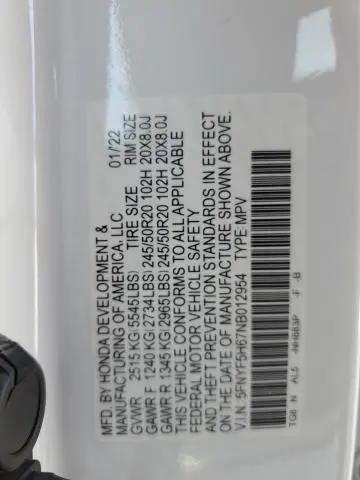 MFD. BY HONDA DEVELOPMENT &
MANUFACTURING OF AMERICA, LLC 01/'22
GVWR 2515 KG(5545LBS) TIRE SIZE RIM SIZE
GAWR F 1240 KG(2734LBS) 245/50R20 102H 20X8.0J
GAWR R 1345 KG(2965LBS) 245/50R20 102H 20X8.0J
THIS VEHICLE CONFORMS TO ALL APPLICABLE
FEDERAL MOTOR VEHICLE SAFETY
AND THEFT PREVENTION STANDARDS IN EFFECT
ON THE DATE OF MANUFACTURE SHOWN ABOVE.
V.I.N. 5FNYF5H67NB012954 TYPE: MPV
TG8 N AL5 -NH883P -F -B